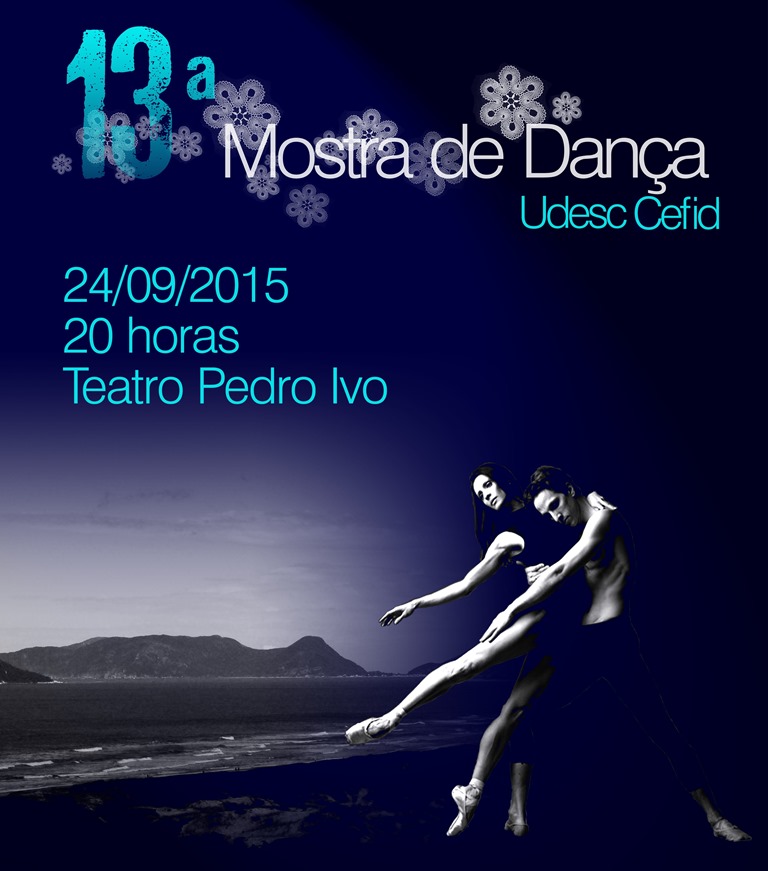 13ª Mostra de Dança
Udesc Cefid
24/09/2015
20 horas
Teatro Pedro Ivo